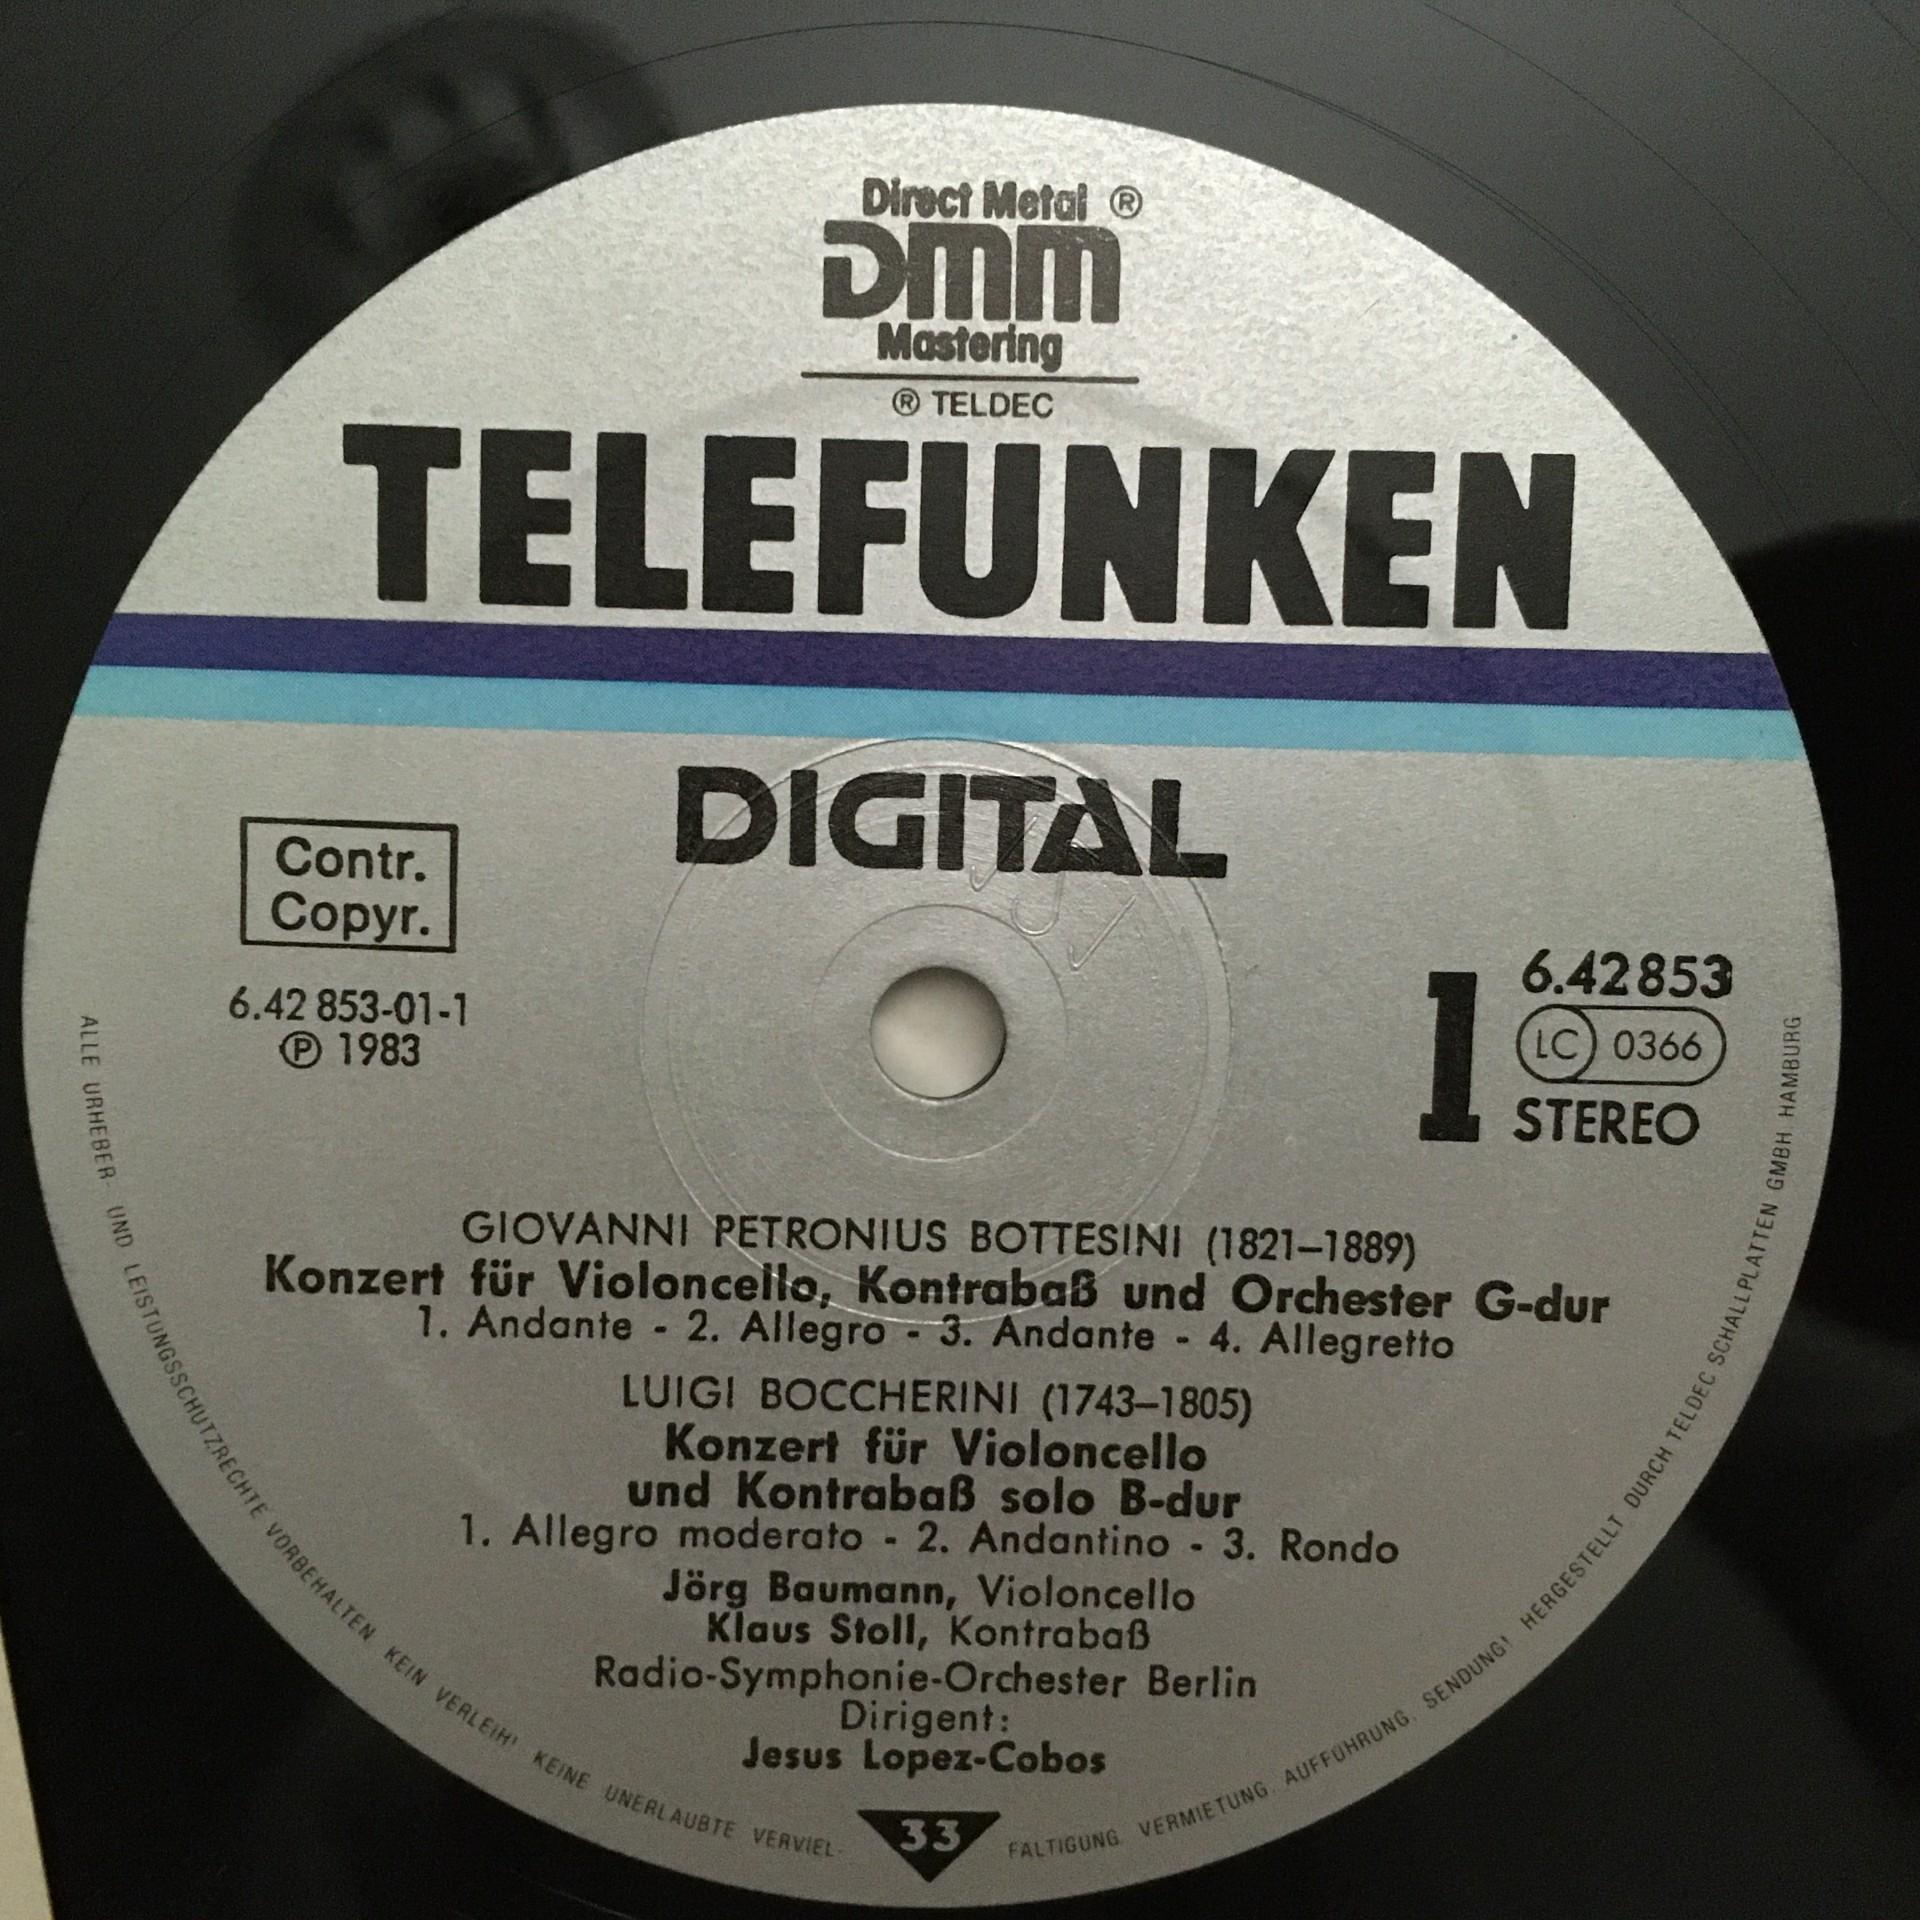 Direct Metal ®
DMM
Mastering
® TELDEC
TELEFUNKEN
DIGITAL
Contr.
Copyr.
6.42 853-01-1
℗ 1983
1
6.42853
LC 0366
STEREO
GIOVANNI PETRONIUS BOTTESINI (1821–1889)
Konzert für Violoncello, Kontrabaß und Orchester G-dur
1. Andante - 2. Allegro - 3. Andante - 4. Allegretto
LUIGI BOCCHERINI (1743–1805)
Konzert für Violoncello
und Kontrabaß solo B-dur
1. Allegro moderato - 2. Andantino - 3. Rondo
Jörg Baumann, Violoncello
Klaus Stoll, Kontrabaß
Radio-Symphonie-Orchester Berlin
Dirigent:
Jesus Lopez-Cobos
33
ALLE URHEBER- UND LEISTUNGSSCHUTZRECHTE VORBEHALTEN KEIN VERLEIH! KEINE UNERLAUBTE VERVIEL-FÄLTIGUNG, VERMIETUNG, AUFFÜHRUNG, SENDUNG! HERGESTELLT DURCH TELDEC SCHALLPLATTEN GMBH, HAMBURG